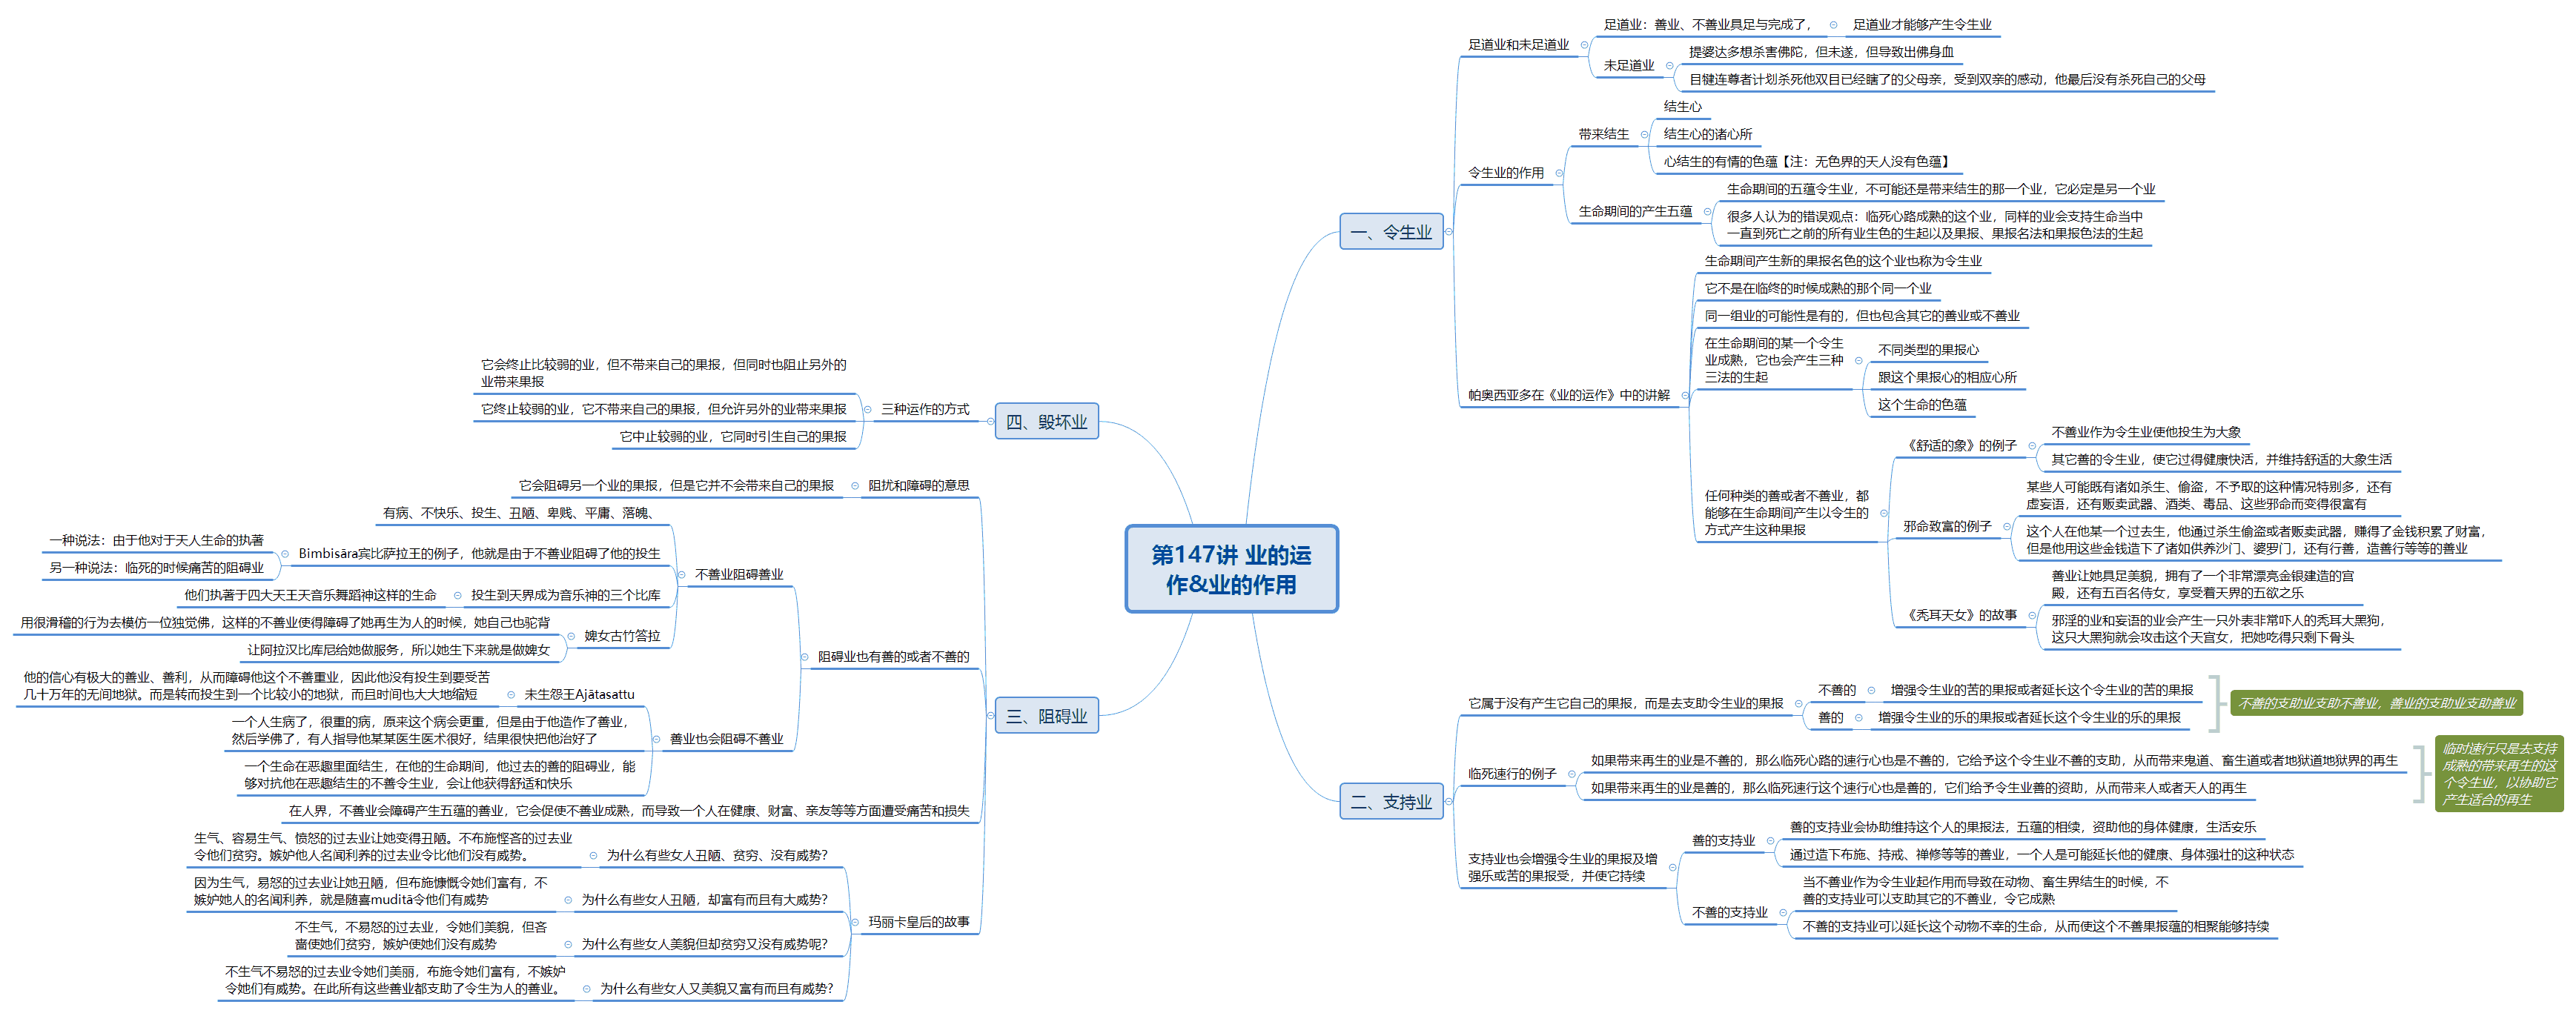 第147讲 业的运
作&业的作用
一、令生业
足道业和未足道业
足道业：善业、不善业具足与完成了，
足道业才能够产生令生业
未足道业
提婆达多想杀害佛陀，但未遂，但导致出佛身血
目犍连尊者计划杀死他双目已经瞎了的父母亲，受到双亲的感动，他最后没有杀死自己的父母
令生业的作用
带来结生
结生心
结生心的诸心所
心结生的有情的色蕴【注：无色界的天人没有色蕴】
生命期间的产生五蕴
生命期间的五蕴令生业，不可能还是带来结生的那一个业，它必定是另一个业
很多人认为的错误观点：临死心路成熟的这个业，同样的业会支持生命当中
一直到死亡之前的所有业生色的生起以及果报、果报名法和果报色法的生起
帕奥西亚多在《业的运作》中的讲解
生命期间产生新的果报名色的这个业也称为令生业
它不是在临终的时候成熟的那个同一个业
同一组业的可能性是有的，但也包含其它的善业或不善业
在生命期间的某一个令生
业成熟，它也会产生三种
三法的生起
不同类型的果报心
跟这个果报心的相应心所
这个生命的色蕴
任何种类的善或者不善业，都
能够在生命期间产生以令生的
方式产生这种果报
《舒适的象》的例子
不善业作为令生业使他投生为大象
其它善的令生业，使它过得健康快活，并维持舒适的大象生活
邪命致富的例子
某些人可能既有诸如杀生、偷盗，不予取的这种情况特别多，还有
虚妄语，还有贩卖武器、酒类、毒品、这些邪命而变得很富有
这个人在他某一个过去生，他通过杀生偷盗或者贩卖武器，赚得了金钱积累了财富，
但是他用这些金钱造下了诸如供养沙门、婆罗门，还有行善，造善行等等的善业
《秃耳天女》的故事
善业让她具足美貌，拥有了一个非常漂亮金银建造的宫
殿，还有五百名侍女，享受着天界的五欲之乐
邪淫的业和妄语的业会产生一只外表非常吓人的秃耳大黑狗，
这只大黑狗就会攻击这个天宫女，把她吃得只剩下骨头
二、支持业
它属于没有产生它自己的果报，而是去支助令生业的果报
不善的
增强令生业的苦的果报或者延长这个令生业的苦的果报
善的
增强令生业的乐的果报或者延长这个令生业的乐的果报
不善的支助业支助不善业，善业的支助业支助善业
临死速行的例子
如果带来再生的业是不善的，那么临死心路的速行心也是不善的，它给予这个令生业不善的支助，从而带来鬼道、畜生道或者地狱道地狱界的再生
如果带来再生的业是善的，那么临死速行这个速行心也是善的，它们给予令生业善的资助，从而带来人或者天人的再生
临时速行只是去支持
成熟的带来再生的这
个令生业，以协助它
产生适合的再生
支持业也会增强令生业的果报及增
强乐或苦的果报受，并使它持续
善的支持业
善的支持业会协助维持这个人的果报法，五蕴的相续，资助他的身体健康，生活安乐
通过造下布施、持戒、禅修等等的善业，一个人是可能延长他的健康、身体强壮的这种状态
不善的支持业
当不善业作为令生业起作用而导致在动物、畜生界结生的时候，不
善的支持业可以支助其它的不善业，令它成熟
不善的支持业可以延长这个动物不幸的生命，从而使这个不善果报蕴的相聚能够持续
三、阻碍业
阻扰和障碍的意思
它会阻碍另一个业的果报，但是它并不会带来自己的果报
阻碍业也有善的或者不善的
不善业阻碍善业
有病、不快乐、投生、丑陋、卑贱、平庸、落魄、
Bimbisāra宾比萨拉王的例子，他就是由于不善业阻碍了他的投生
一种说法：由于他对于天人生命的执著
另一种说法：临死的时候痛苦的阻碍业
投生到天界成为音乐神的三个比库
他们执著于四大天王天音乐舞蹈神这样的生命
婢女古竹答拉
用很滑稽的行为去模仿一位独觉佛，这样的不善业使得障碍了她再生为人的时候，她自己也驼背
让阿拉汉比库尼给她做服务，所以她生下来就是做婢女
善业也会阻碍不善业
未生怨王Ajātasattu
他的信心有极大的善业、善利，从而障碍他这个不善重业，因此他没有投生到要受苦
几十万年的无间地狱。而是转而投生到一个比较小的地狱，而且时间也大大地缩短
一个人生病了，很重的病，原来这个病会更重，但是由于他造作了善业，
然后学佛了，有人指导他某某医生医术很好，结果很快把他治好了
一个生命在恶趣里面结生，在他的生命期间，他过去的善的阻碍业，能
够对抗他在恶趣结生的不善令生业，会让他获得舒适和快乐
在人界，不善业会障碍产生五蕴的善业，它会促使不善业成熟，而导致一个人在健康、财富、亲友等等方面遭受痛苦和损失
玛丽卡皇后的故事
为什么有些女人丑陋、贫穷、没有威势？
生气、容易生气、愤怒的过去业让她变得丑陋。不布施悭吝的过去业
令他们贫穷。嫉妒他人名闻利养的过去业令比他们没有威势。
为什么有些女人丑陋，却富有而且有大威势？
因为生气，易怒的过去业让她丑陋，但布施慷慨令她们富有，不
嫉妒她人的名闻利养，就是随喜muditā令他们有威势
为什么有些女人美貌但却贫穷又没有威势呢？
不生气，不易怒的过去业，令她们美貌，但吝
啬使她们贫穷，嫉妒使她们没有威势
为什么有些女人又美貌又富有而且有威势？
不生气不易怒的过去业令她们美丽，布施令她们富有，不嫉妒
令她们有威势。在此所有这些善业都支助了令生为人的善业。
四、毁坏业
三种运作的方式
它会终止比较弱的业，但不带来自己的果报，但同时也阻止另外的
业带来果报
它终止较弱的业，它不带来自己的果报，但允许另外的业带来果报
它中止较弱的业，它同时引生自己的果报